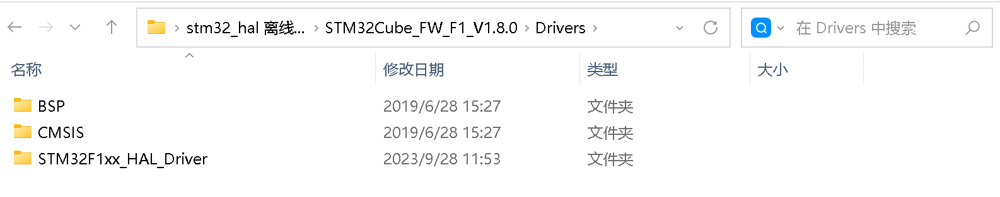 stm32_hal 离线... › STM32Cube_FW_F1_V1.8.0 › Drivers ›
在 Drivers 中搜索
名称 修改日期 类型 大小
BSP 2019/6/28 15:27 文件夹
CMSIS 2019/6/28 15:27 文件夹
STM32F1xx_HAL_Driver 2023/9/28 11:53 文件夹